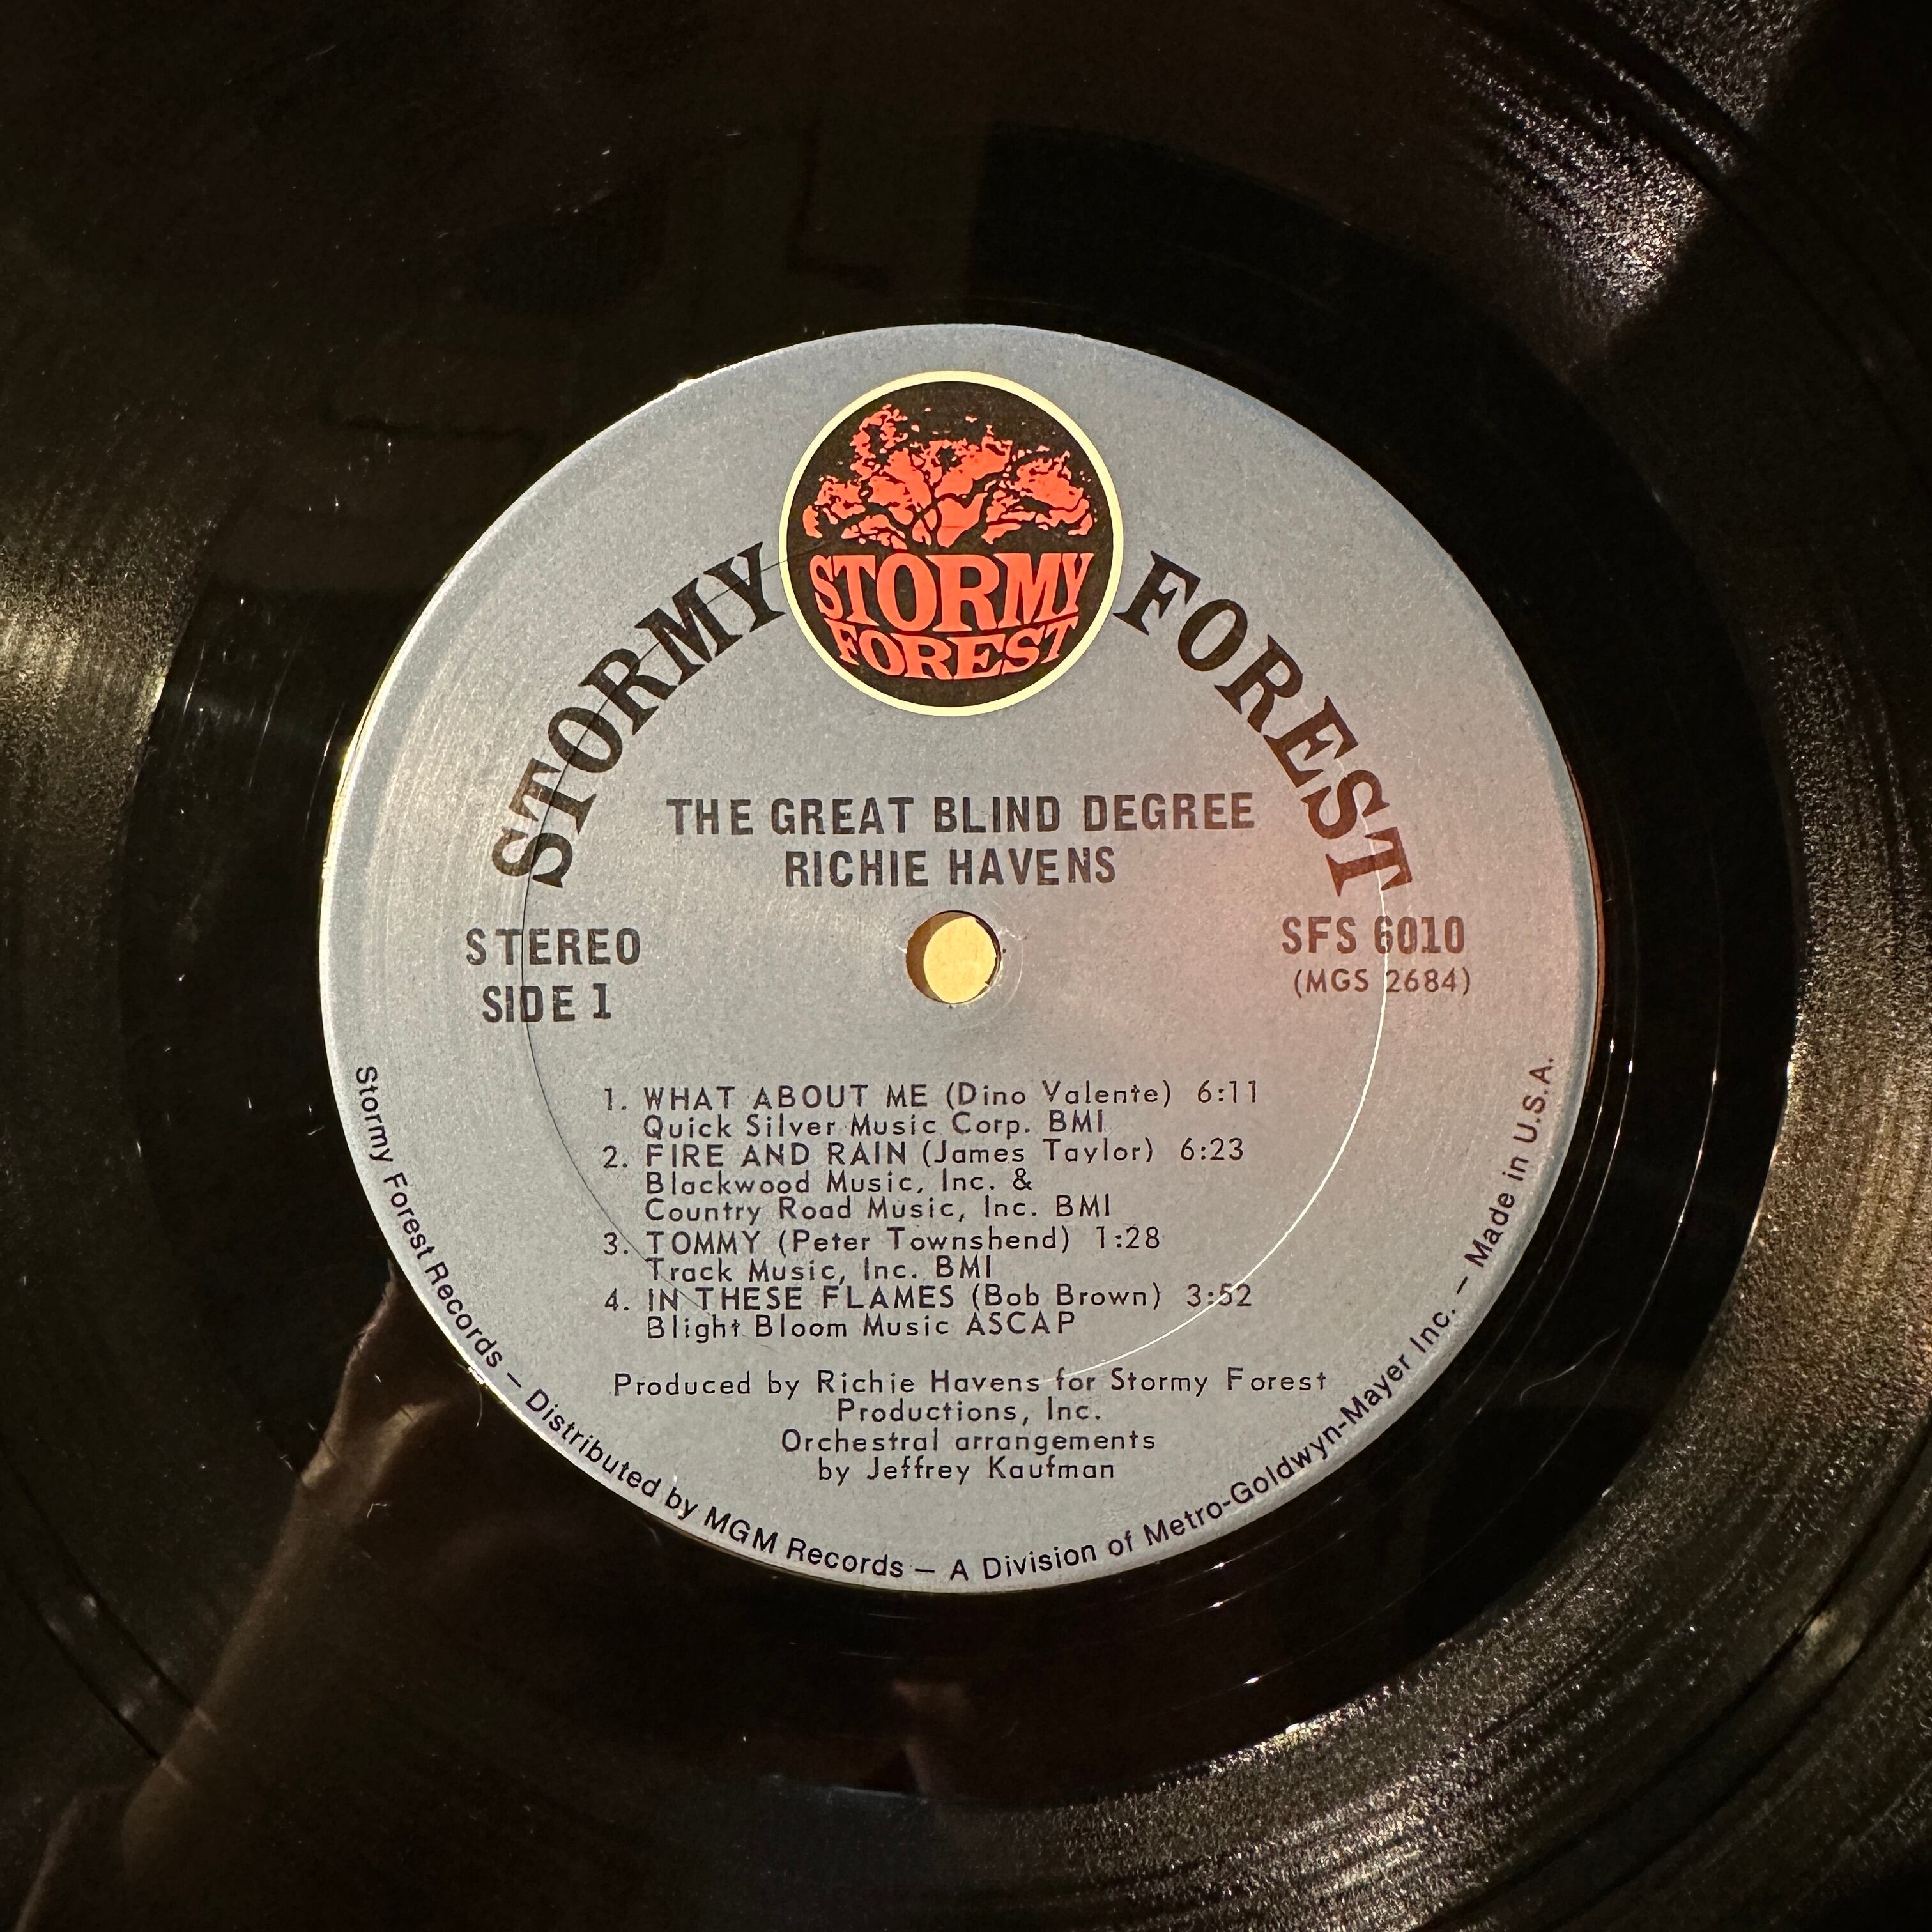 STORMY FOREST
STORMY
FOREST
THE GREAT BLIND DEGREE
RICHIE HAVENS
STEREO
SIDE 1
SFS 6010
(MGS 2684)
1. WHAT ABOUT ME (Dino Valente) 6:11
Quick Silver Music Corp. BMI
2. FIRE AND RAIN (James Taylor) 6:23
Blackwood Music, Inc. &
Country Road Music, Inc. BMI
3. TOMMY (Peter Townshend) 1:28
Track Music, Inc. BMI
4. IN THESE FLAMES (Bob Brown) 3:52
Blight Bloom Music ASCAP
Produced by Richie Havens for Stormy Forest
Productions, Inc.
Orchestral arrangements
by Jeffrey Kaufman
Stormy Forest Records – Distributed by MGM Records – A Division of Metro-Goldwyn-Mayer Inc. – Made in U.S.A.